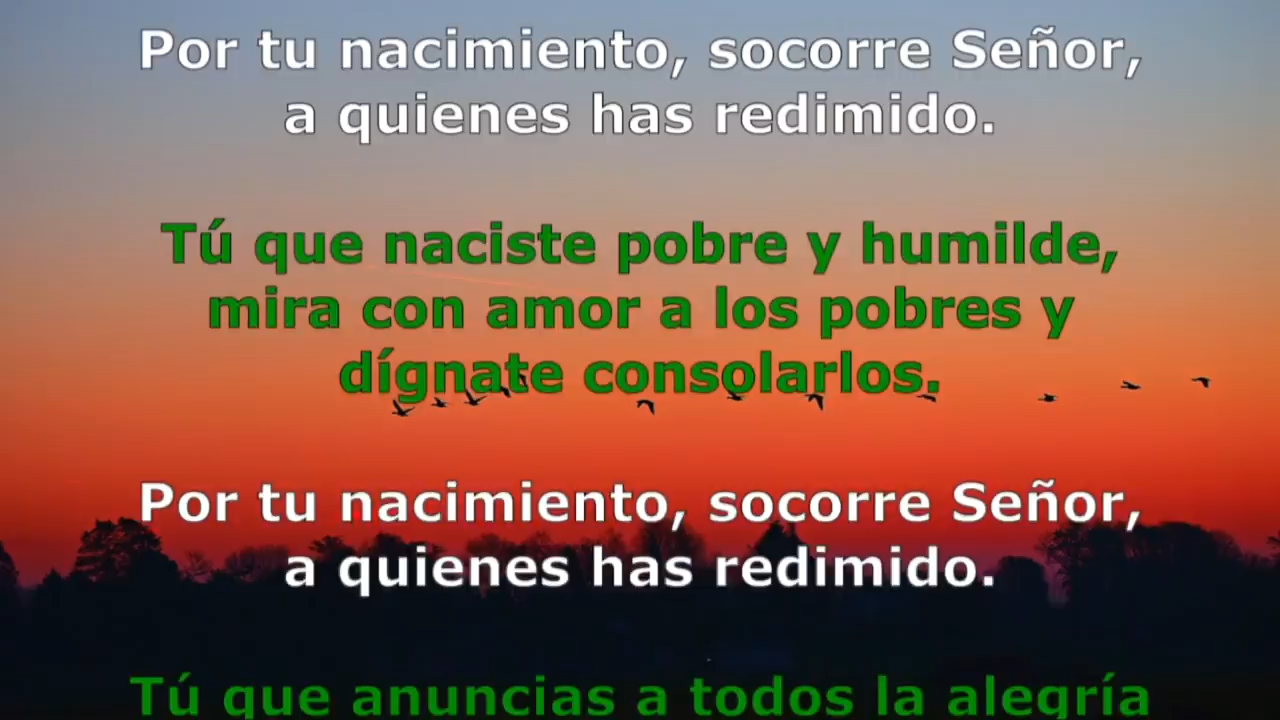 Por tu nacimiento, socorre Señor,
a quienes has redimido.
Tú que naciste pobre y humilde,
mira con amor a los pobres y
dígnate consolarlos.
Por tu nacimiento, socorre Señor,
a quienes has redimido.
Tú que anuncias a todos la alegría